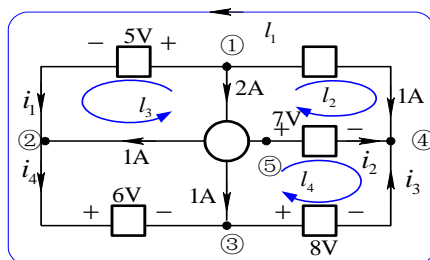 l₁
− 5V + ①
l₃ 2A l₂
i₁ 1A
7V
② 1A + − ④
⑤ i₂
i₄ 1A l₄ i₃
6V
+ − + −
③ 8V